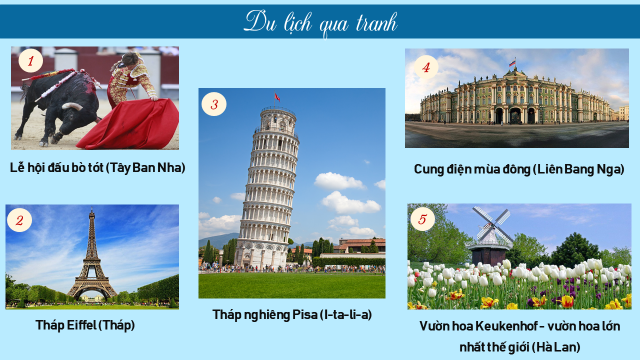 Du lịch qua tranh
1
Lễ hội đấu bò tót (Tây Ban Nha)
2
Tháp Eiffel (Tháp)
3
Tháp nghiêng Pisa (I-ta-li-a)
4
Cung điện mùa đông (Liên Bang Nga)
5
Vườn hoa Keukenhof - vườn hoa lớn
nhất thế giới (Hà Lan)